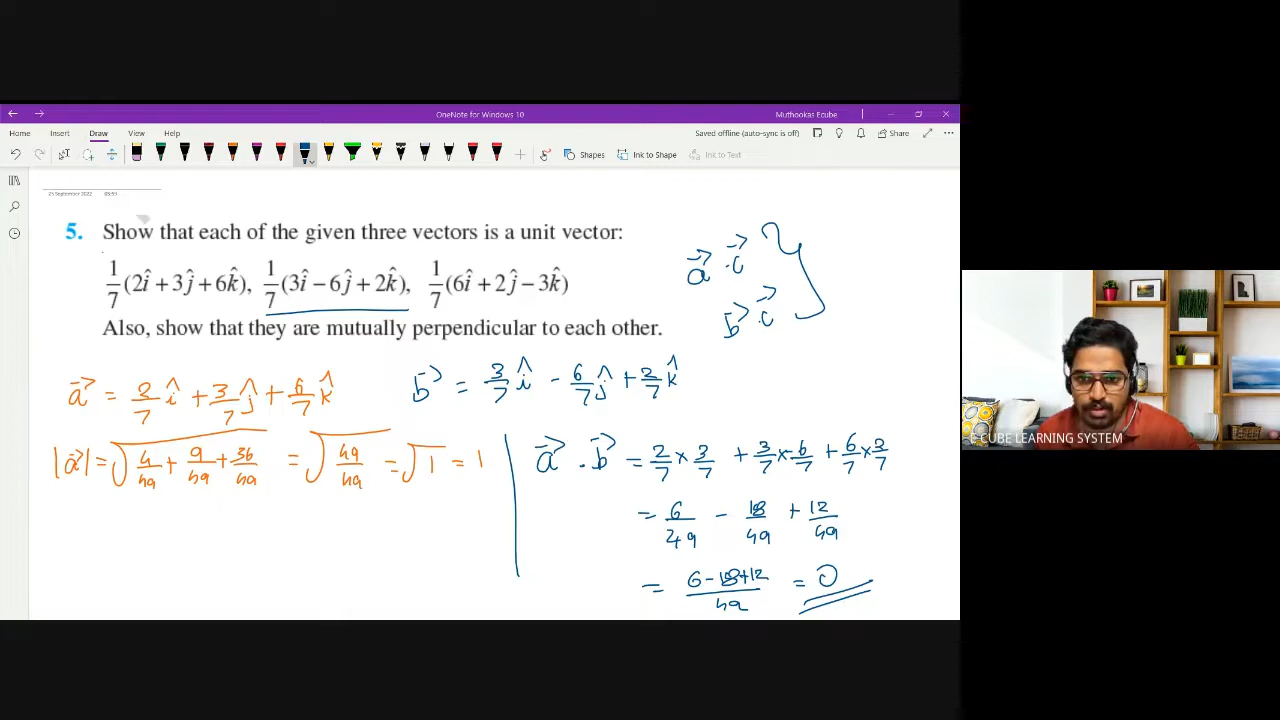 OneNote for Windows 10
Muthookas Ecube
Home Insert Draw View Help
Saved offline (auto-sync is off)
Share
Shapes
Ink to Shape
Ink to Text
25 September 2022
5. Show that each of the given three vectors is a unit vector:
1/7(2î + 3ĵ + 6k̂), 1/7(3î − 6ĵ + 2k̂), 1/7(6î + 2ĵ − 3k̂)
Also, show that they are mutually perpendicular to each other.
a⃗ · c⃗
b⃗ · c⃗
a⃗ = 2/7 î + 3/7 ĵ + 6/7 k̂
b⃗ = 3/7 î − 6/7 ĵ + 2/7 k̂
|a⃗| = √(4/49 + 9/49 + 36/49) = √(49/49) = √1 = 1
a⃗ · b⃗ = 2/7 × 3/7 + 3/7 × −6/7 + 6/7 × 3/7
= 6/49 − 18/49 + 12/49
= (6 − 18 + 12)/49 = 0
E CUBE LEARNING SYSTEM